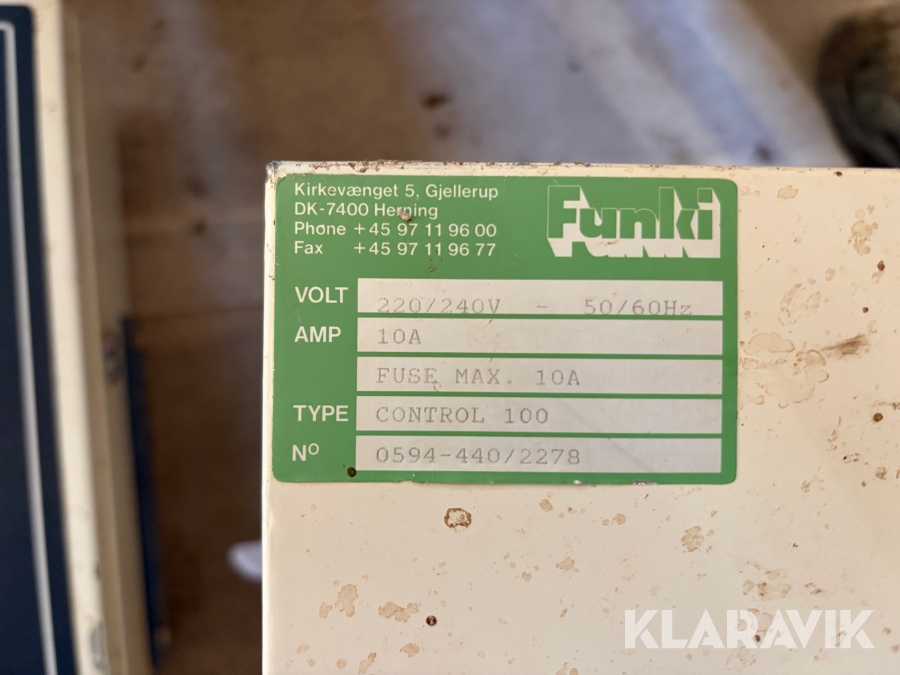 Kirkevænget 5, Gjellerup
DK-7400 Herning
Phone +45 97 11 96 00
Fax +45 97 11 96 77
Funki
VOLT 220/240V - 50/60Hz
AMP 10A
FUSE MAX. 10A
TYPE CONTROL 100
Nº 0594-440/2278
KLARAVIK